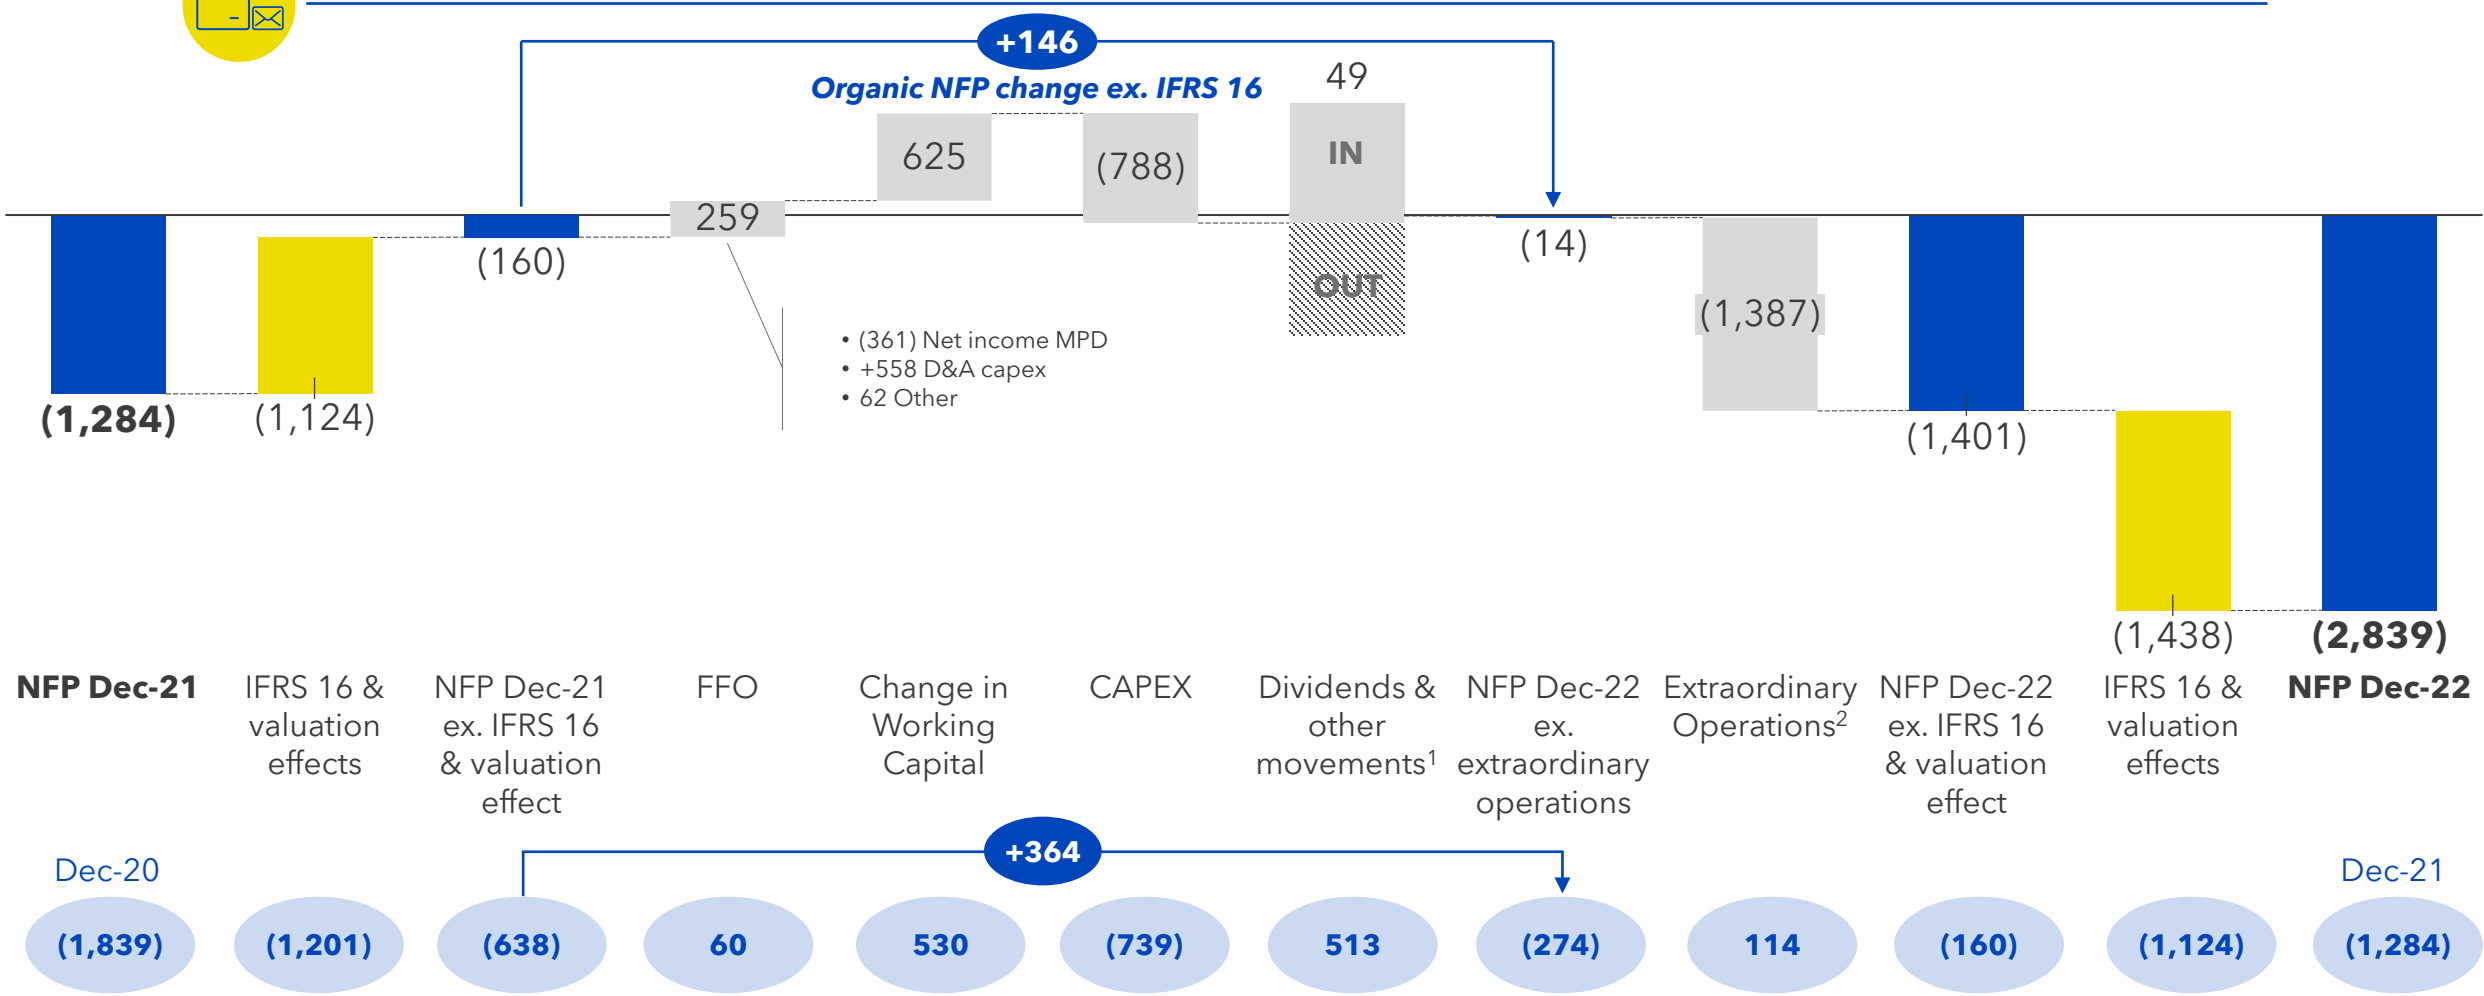 +146
Organic NFP change ex. IFRS 16
49
IN
625
(788)
259
OUT
(160)
(14)
(1,387)
• (361) Net income MPD
• +558 D&A capex
• 62 Other
(1,284)
(1,124)
(1,401)
(1,438)
(2,839)
NFP Dec-21
IFRS 16 &
valuation
effects
NFP Dec-21
ex. IFRS 16
& valuation
effect
FFO
Change in
Working
Capital
CAPEX
Dividends &
other
movements¹
NFP Dec-22
ex.
extraordinary
operations
Extraordinary
Operations²
NFP Dec-22
ex. IFRS 16
& valuation
effect
IFRS 16 &
valuation
effects
NFP Dec-22
+364
Dec-20
Dec-21
(1,839)
(1,201)
(638)
60
530
(739)
513
(274)
114
(160)
(1,124)
(1,284)